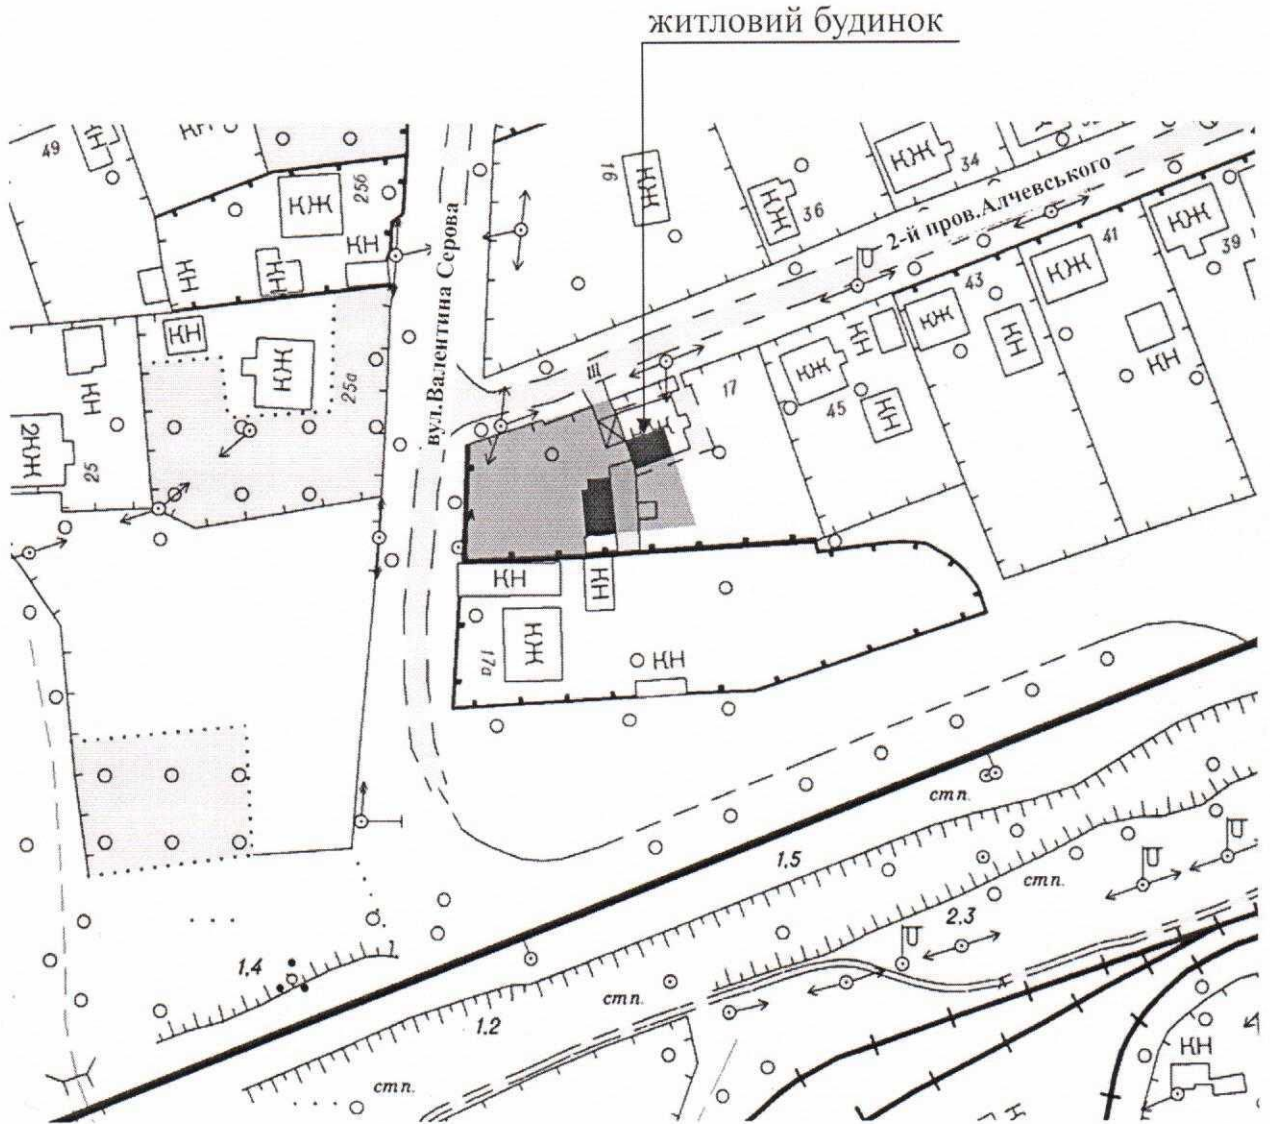 житловий будинок
49
КН
КН
25б
КЖ
КН
КН
КН
вул.Валентина Серова
16
КЖ
КЖ
36
КЖ
34
2-й пров.Алчевського
КЖ
39
41
КЖ
43
КЖ
КН
КН
КН
КН
КЖ
25а
КН
2КЖ
25
Щ
17
КЖ
45
КН
КН
КН
КЖ
17а
КН
стп.
1.5
стп.
2.3
1.4
стп.
1.2
стп.
КН